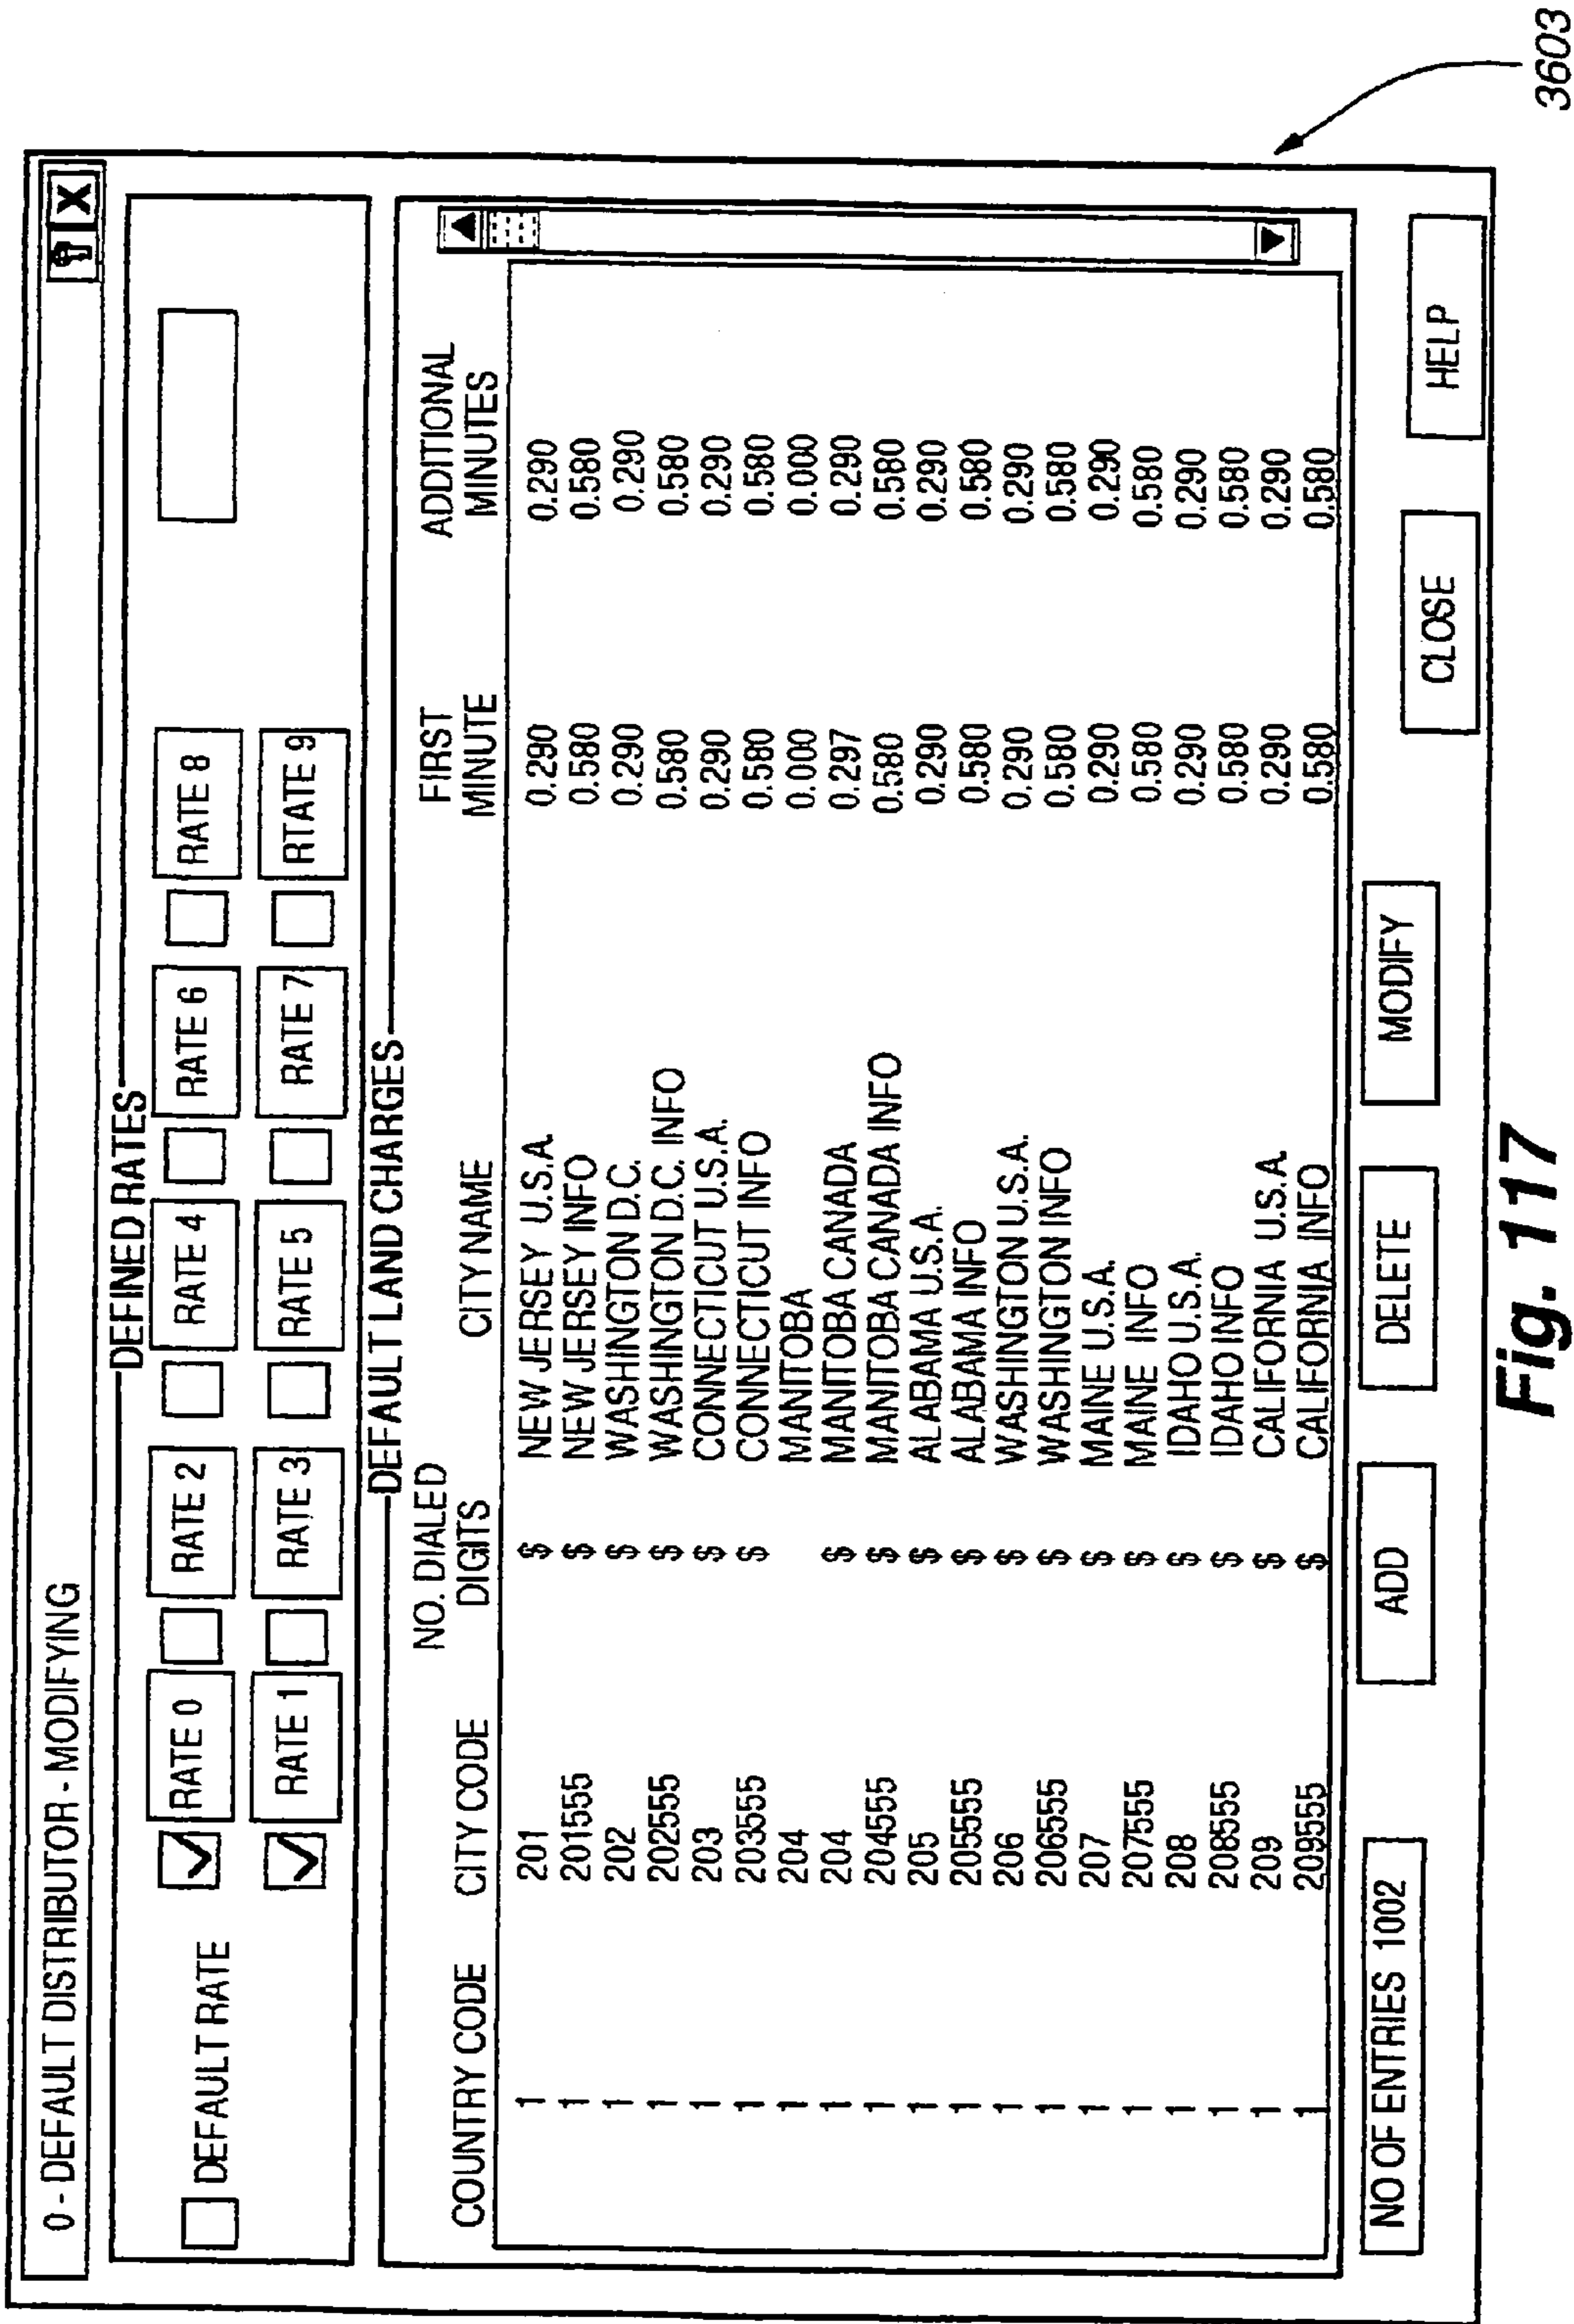 0 - DEFAULT DISTRIBUTOR - MODIFYING
X
DEFINED RATES
DEFAULT RATE
RATE 0 RATE 2 RATE 4 RATE 6 RATE 8
RATE 1 RATE 3 RATE 5 RATE 7 RTATE 9
DEFAULT LAND CHARGES
COUNTRY CODE CITY CODE NO. DIALED DIGITS CITY NAME FIRST MINUTE ADDITIONAL MINUTES
1 201 $ NEW JERSEY U.S.A. 0.290 0.290
1 201555 $ NEW JERSEY INFO 0.580 0.580
1 202 $ WASHINGTON D.C. 0.290 0.290
1 202555 $ WASHINGTON D.C. INFO 0.580 0.580
1 203 $ CONNECTICUT U.S.A. 0.290 0.290
1 203555 $ CONNECTICUT INFO 0.580 0.580
1 204 MANITOBA 0.000 0.000
1 204 $ MANITOBA CANADA 0.297 0.290
1 204555 $ MANITOBA CANADA INFO 0.580 0.580
1 205 $ ALABAMA U.S.A. 0.290 0.290
1 205555 $ ALABAMA INFO 0.580 0.580
1 206 $ WASHINGTON U.S.A. 0.290 0.290
1 206555 $ WASHINGTON INFO 0.580 0.580
1 207 $ MAINE U.S.A. 0.290 0.290
1 207555 $ MAINE INFO 0.580 0.580
1 208 $ IDAHO U.S.A. 0.290 0.290
1 208555 $ IDAHO INFO 0.580 0.580
1 209 $ CALIFORNIA U.S.A. 0.290 0.290
1 209555 $ CALIFORNIA INFO 0.580 0.580
NO OF ENTRIES 1002 ADD DELETE MODIFY CLOSE HELP
3603
Fig. 117